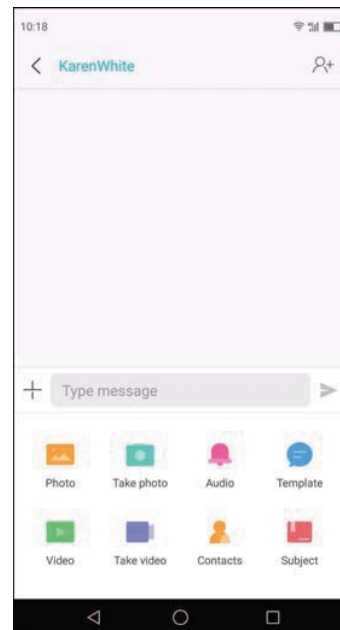 10:18
KarenWhite
Type message
Photo Take photo Audio Template
Video Take video Contacts Subject